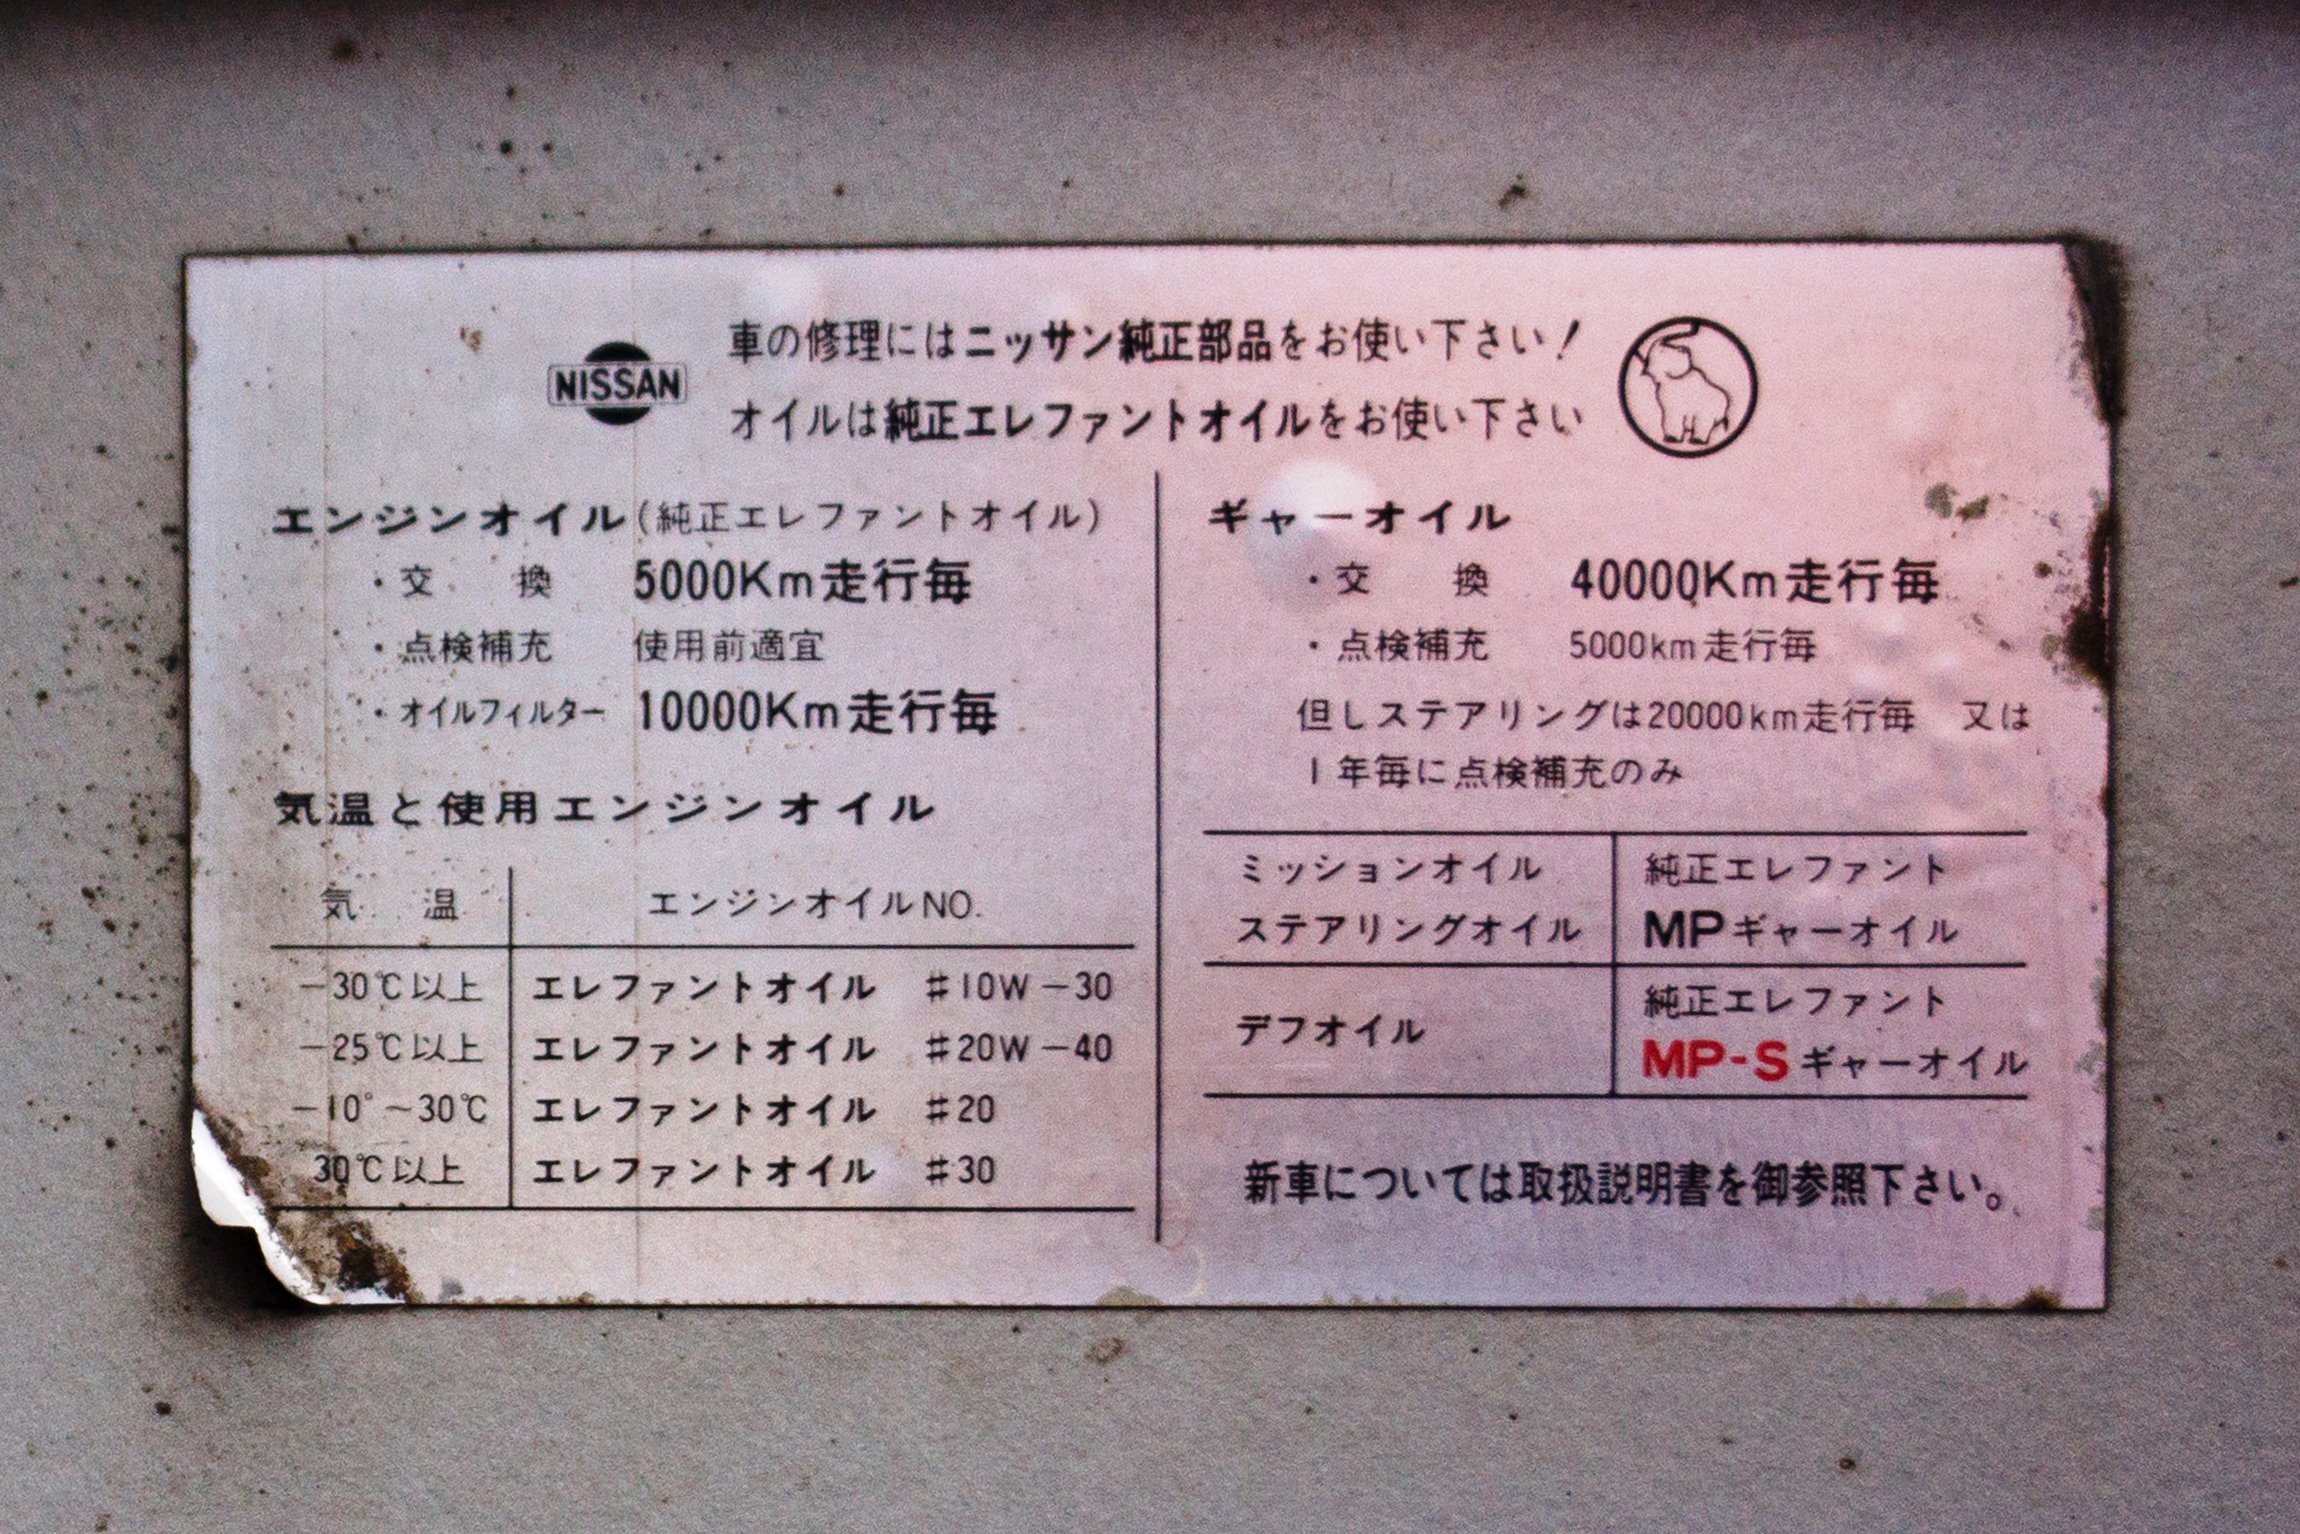 NISSAN
車の修理にはニッサン純正部品をお使い下さい!
オイルは純正エレファントオイルをお使い下さい
エンジンオイル(純正エレファントオイル)
・交 換 5000Km走行毎
・点検補充 使用前適宜
・オイルフィルター 10000Km走行毎
気温と使用エンジンオイル
気 温 エンジンオイルNO.
-30℃以上 エレファントオイル #10W-30
-25℃以上 エレファントオイル #20W-40
-10°~30℃ エレファントオイル #20
30℃以上 エレファントオイル #30
ギャーオイル
・交 換 40000Km走行毎
・点検補充 5000km走行毎
但しステアリングは20000km走行毎 又は
1年毎に点検補充のみ
ミッションオイル
ステアリングオイル
純正エレファント
MPギャーオイル
デフオイル
純正エレファント
MP-Sギャーオイル
新車については取扱説明書を御参照下さい。